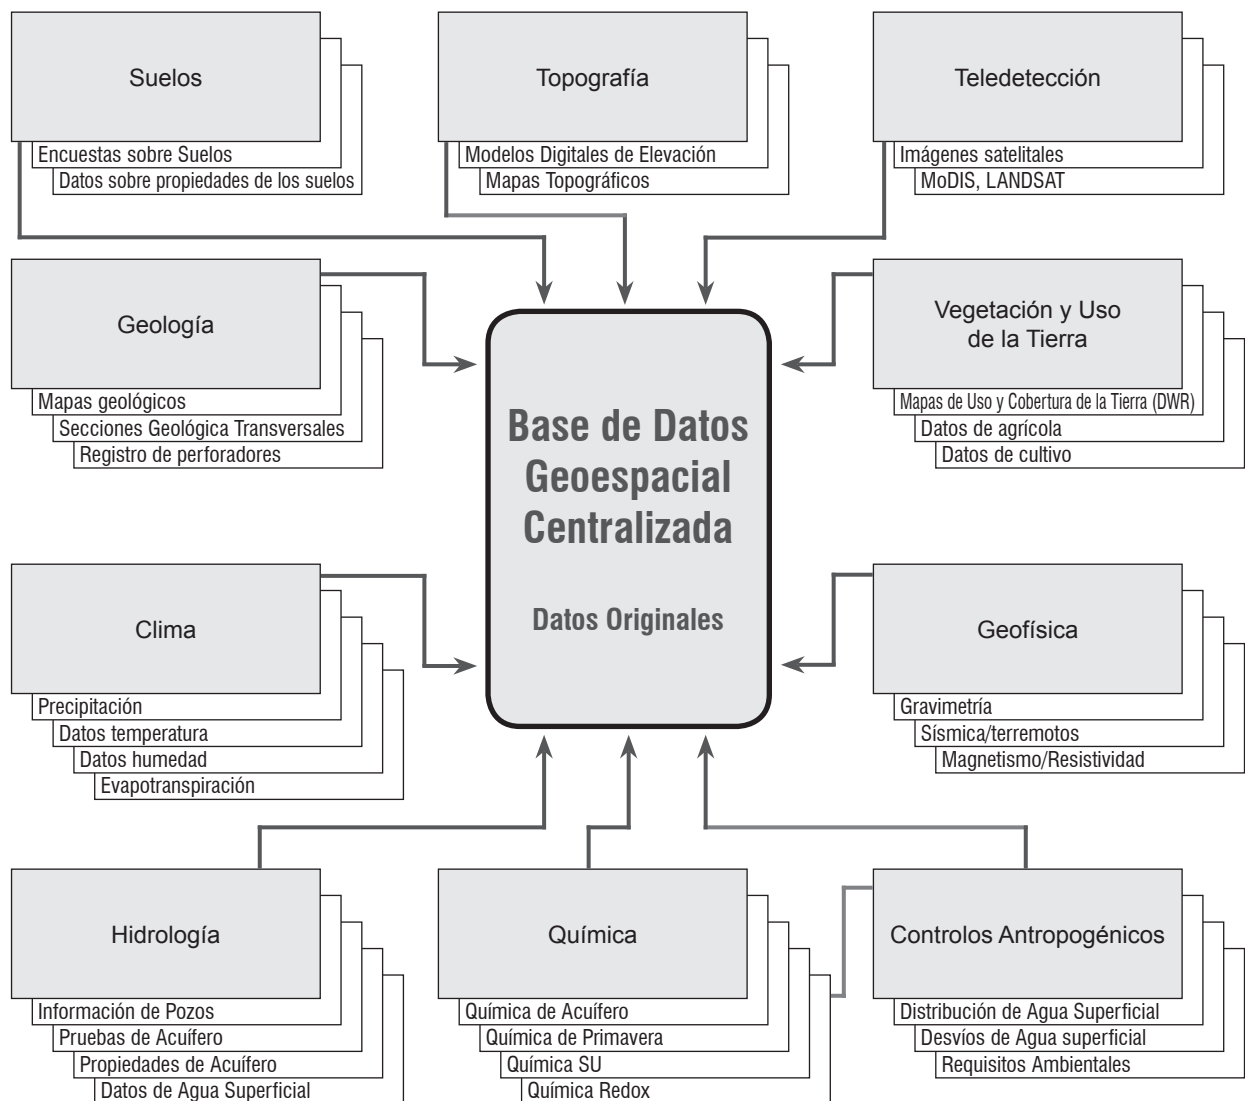 Suelos
Encuestas sobre Suelos
Datos sobre propiedades de los suelos
Topografía
Modelos Digitales de Elevación
Mapas Topográficos
Teledetección
Imágenes satelitales
MoDIS, LANDSAT
Geología
Mapas geológicos
Secciones Geológica Transversales
Registro de perforadores
Base de Datos
Geoespacial
Centralizada
Datos Originales
Vegetación y Uso
de la Tierra
Mapas de Uso y Cobertura de la Tierra (DWR)
Datos de agrícola
Datos de cultivo
Clima
Precipitación
Datos temperatura
Datos humedad
Evapotranspiración
Geofísica
Gravimetría
Sísmica/terremotos
Magnetismo/Resistividad
Hidrología
Información de Pozos
Pruebas de Acuífero
Propiedades de Acuífero
Datos de Agua Superficial
Química
Química de Acuífero
Química de Primavera
Química SU
Química Redox
Controlos Antropogénicos
Distribución de Agua Superficial
Desvíos de Agua superficial
Requisitos Ambientales